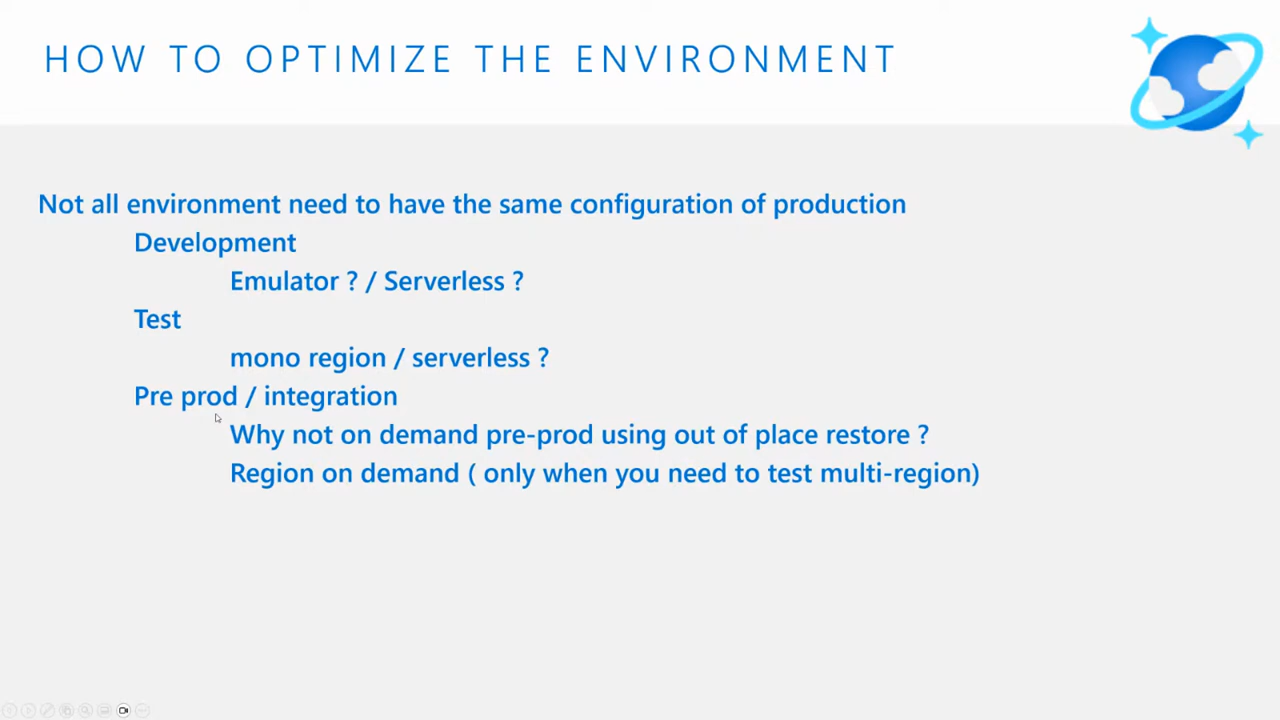 HOW TO OPTIMIZE THE ENVIRONMENT
Not all environment need to have the same configuration of production
Development
Emulator ? / Serverless ?
Test
mono region / serverless ?
Pre prod / integration
Why not on demand pre-prod using out of place restore ?
Region on demand ( only when you need to test multi-region)